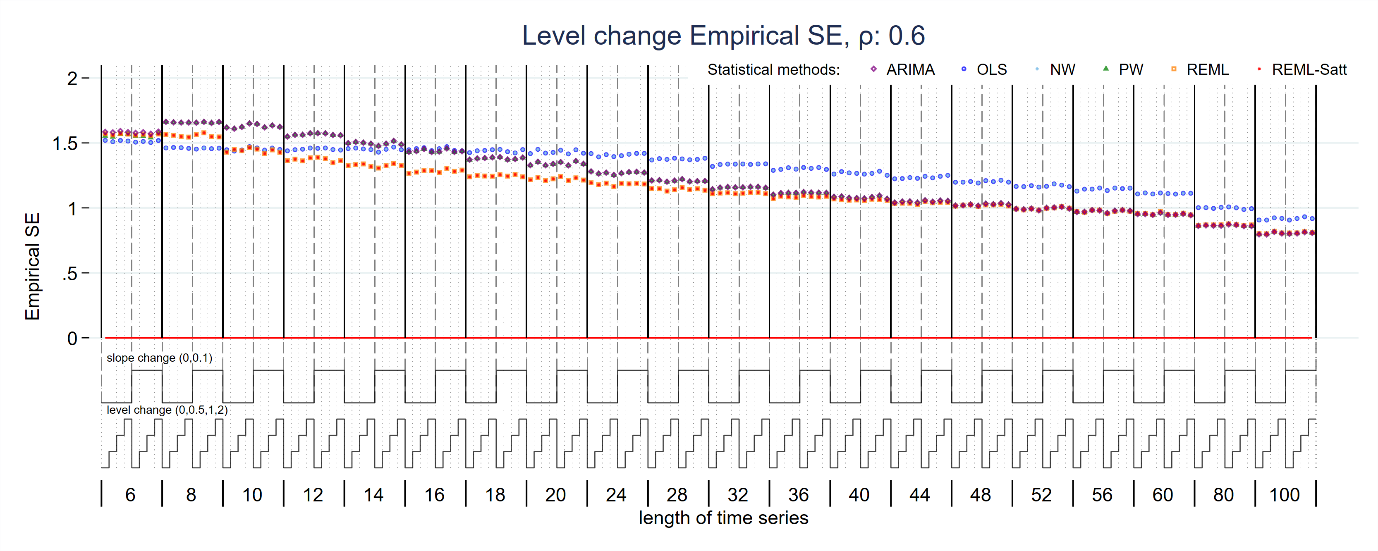 Level change Empirical SE, ρ: 0.6
Statistical methods: ARIMA OLS NW PW REML REML-Satt
2
1.5
1
.5
0
Empirical SE
slope change (0,0.1)
level change (0,0.5,1,2)
6 8 10 12 14 16 18 20 24 28 32 36 40 44 48 52 56 60 80 100
length of time series